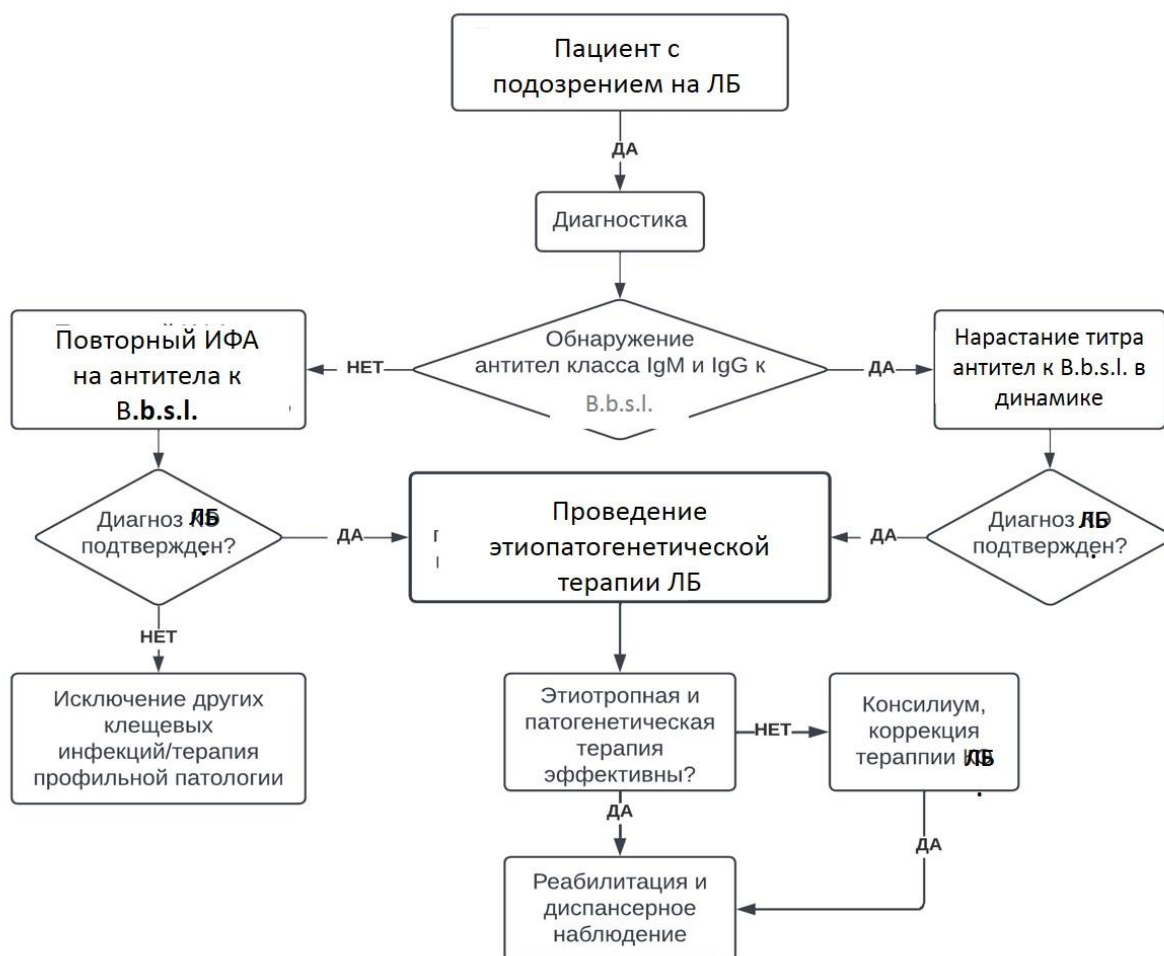 Пациент с
подозрением на ЛБ
ДА
Диагностика
Обнаружение
антител класса IgM и IgG к
B.b.s.l.
НЕТ
ДА
Повторный ИФА
на антитела к
B.b.s.l.
Нарастание титра
антител к B.b.s.l. в
динамике
Диагноз ЛБ
подтвержден?
ДА
Проведение
этиопатогенетической
терапии ЛБ
ДА
Диагноз ЛБ
подтвержден?
НЕТ
Исключение других
клещевых
инфекций/терапия
профильной патологии
Этиотропная и
патогенетическая
терапия
эффективны?
НЕТ
Консилиум,
коррекция
тераппии ЛБ
ДА
ДА
Реабилитация и
диспансерное
наблюдение